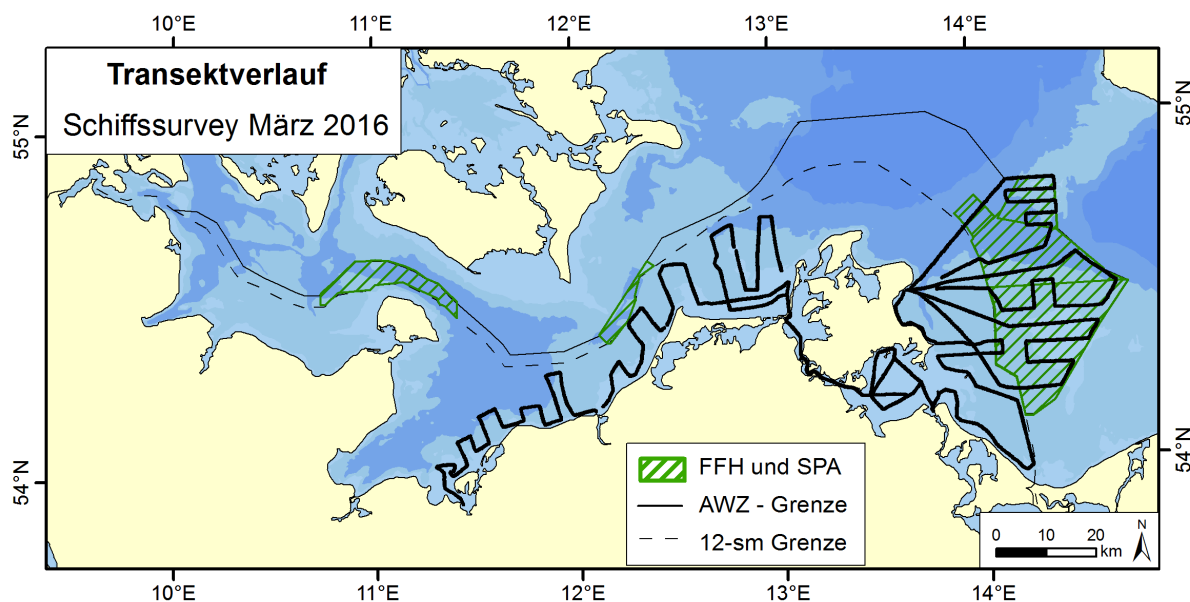 10°E 11°E 12°E 13°E 14°E
Transektverlauf
Schiffssurvey März 2016
55°N
55°N
54°N
54°N
FFH und SPA
AWZ - Grenze
12-sm Grenze
N
0 10 20
km
10°E 11°E 12°E 13°E 14°E